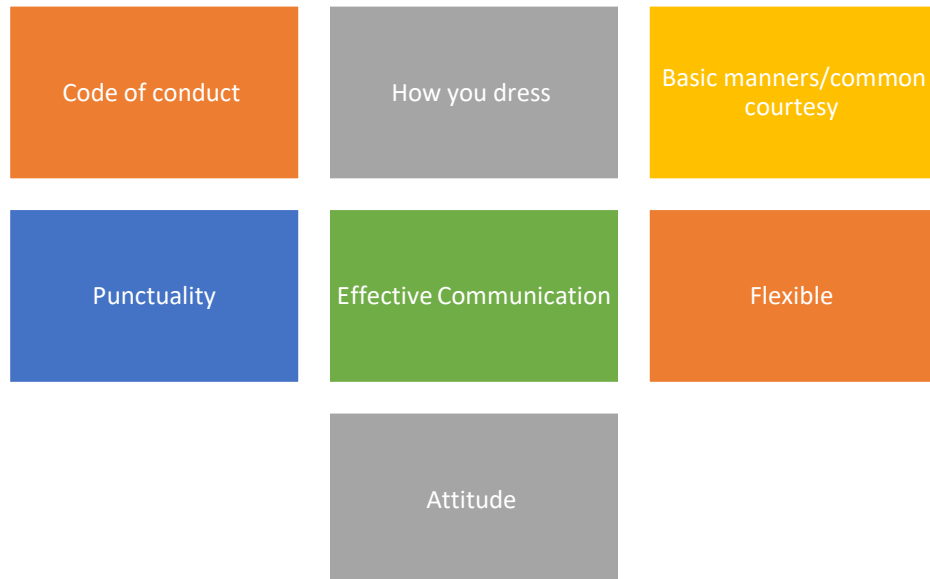 Code of conduct
How you dress
Basic manners/common
courtesy
Punctuality
Effective Communication
Flexible
Attitude